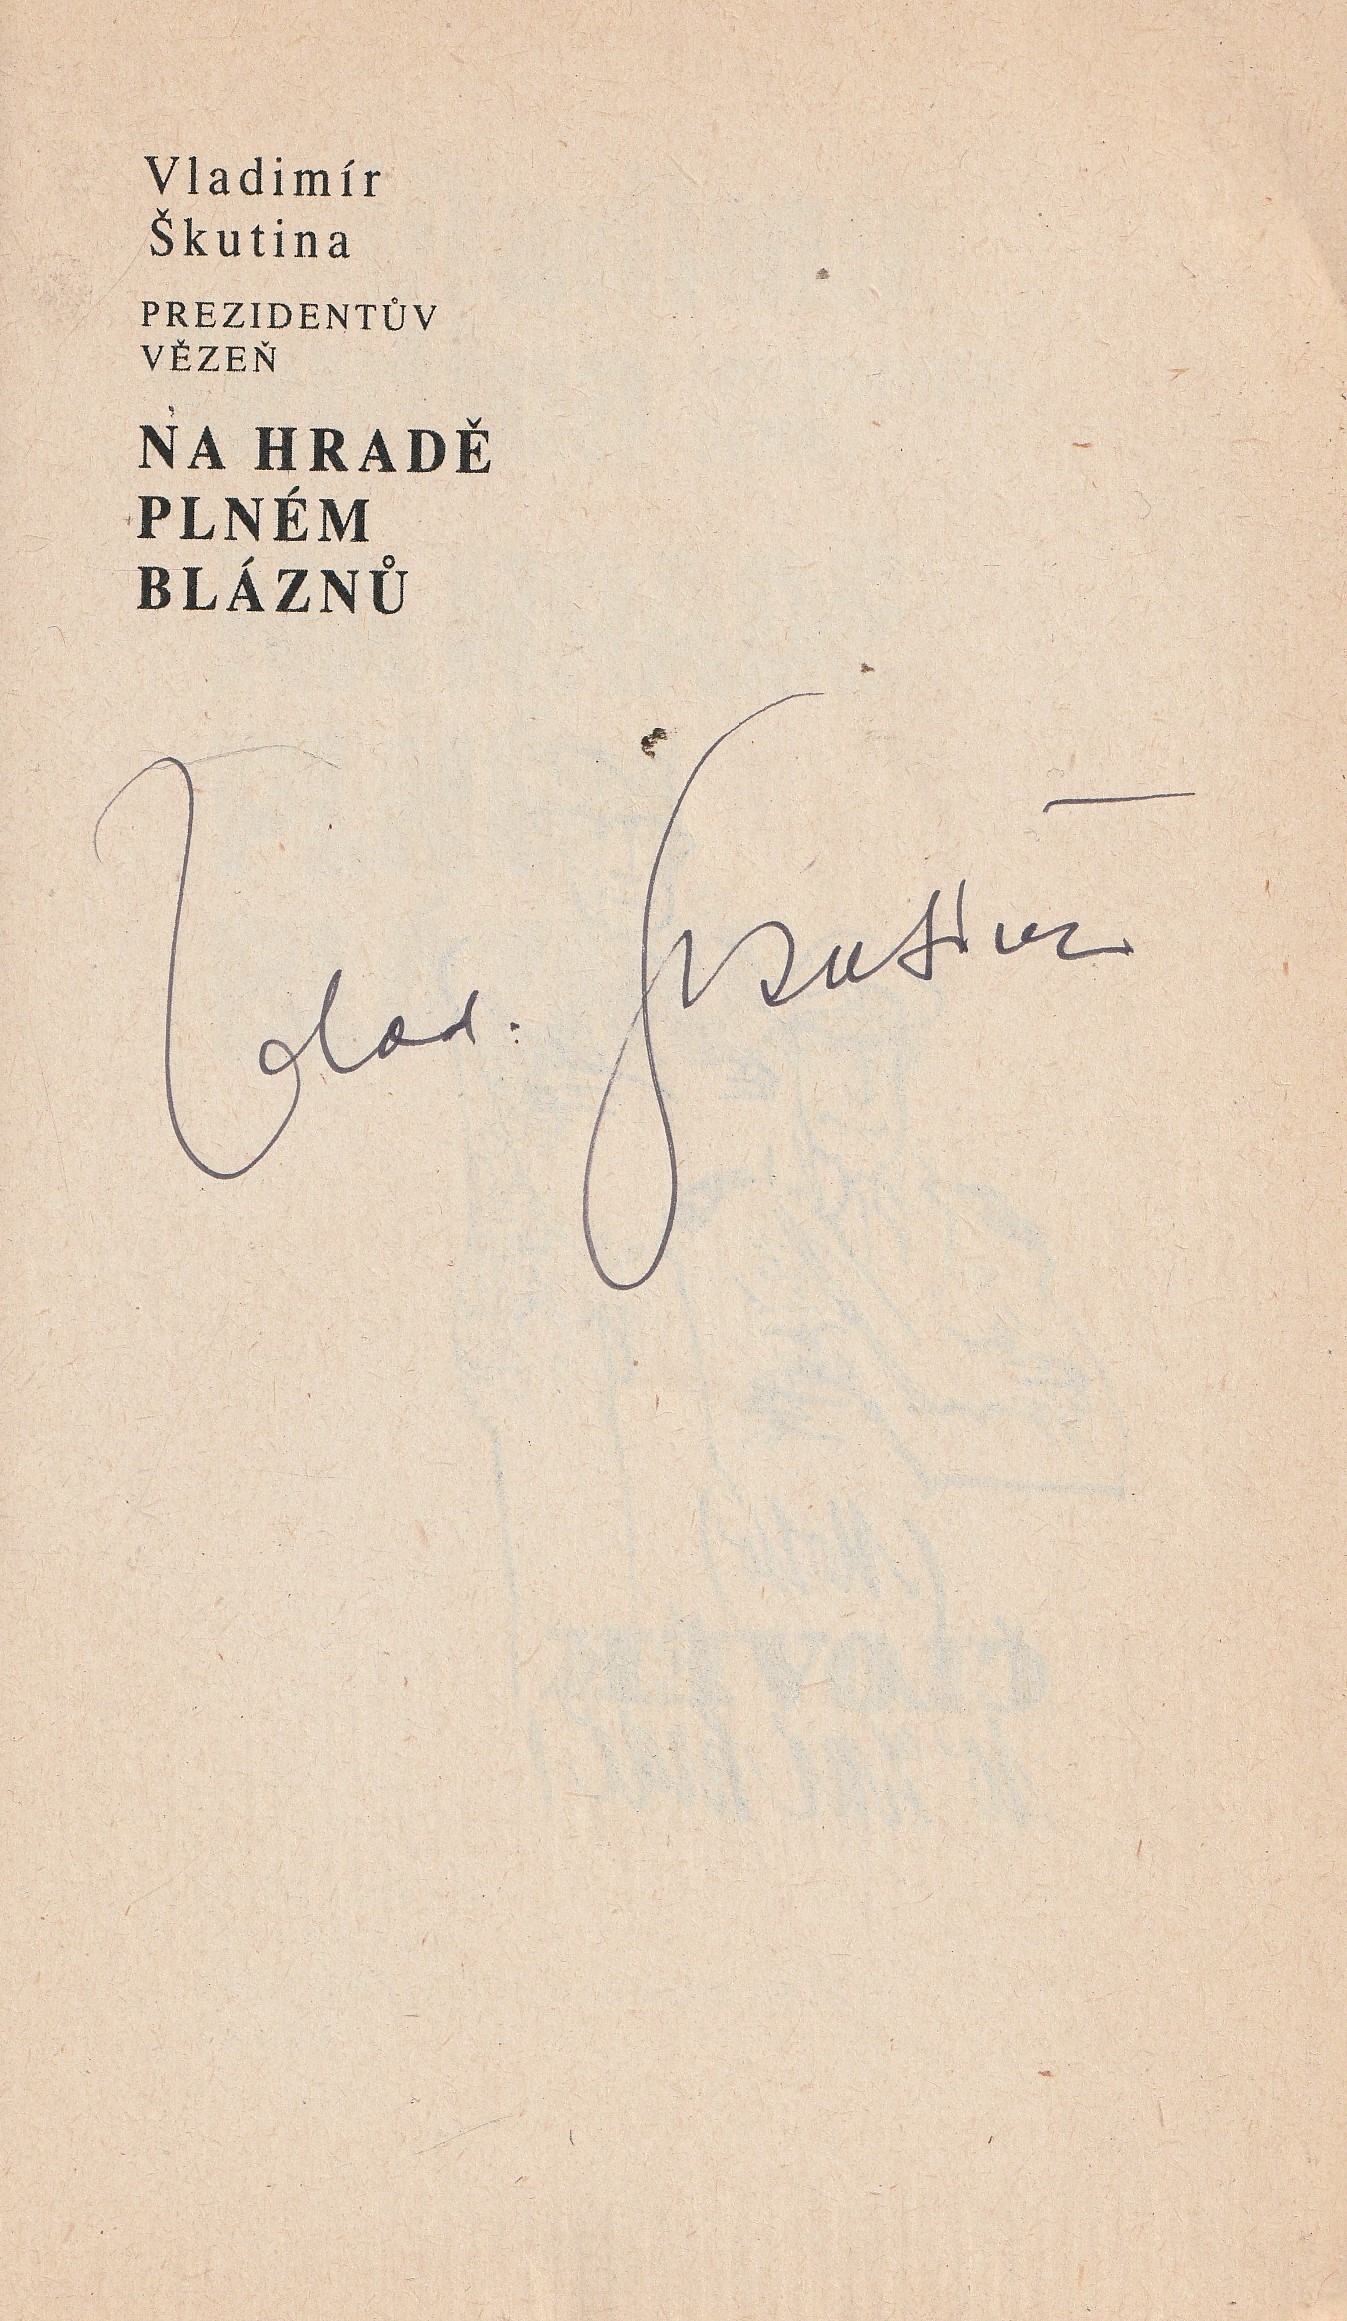 Vladimír
Škutina
PREZIDENTŮV
VĚZEŇ
NA HRADĚ
PLNÉM
BLÁZNŮ
Vlad. Škutina